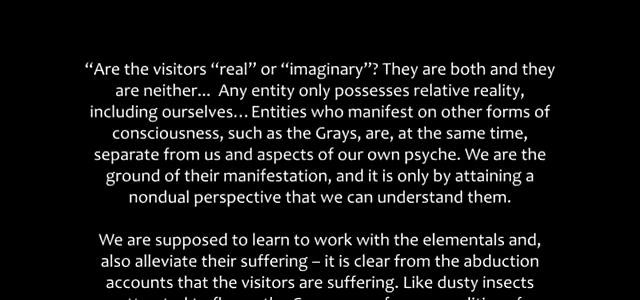 “Are the visitors “real” or “imaginary”? They are both and they
are neither... Any entity only possesses relative reality,
including ourselves... Entities who manifest on other forms of
consciousness, such as the Grays, are, at the same time,
separate from us and aspects of our own psyche. We are the
ground of their manifestation, and it is only by attaining a
nondual perspective that we can understand them.
We are supposed to learn to work with the elementals and,
also alleviate their suffering – it is clear from the abduction
accounts that the visitors are suffering. Like dusty insects